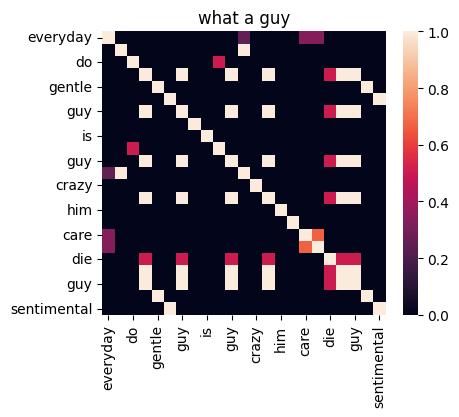 what a guy
everyday
do
gentle
guy
is
guy
crazy
him
care
die
guy
sentimental
everyday
do
gentle
guy
is
guy
crazy
him
care
die
guy
sentimental
1.0
0.8
0.6
0.4
0.2
0.0